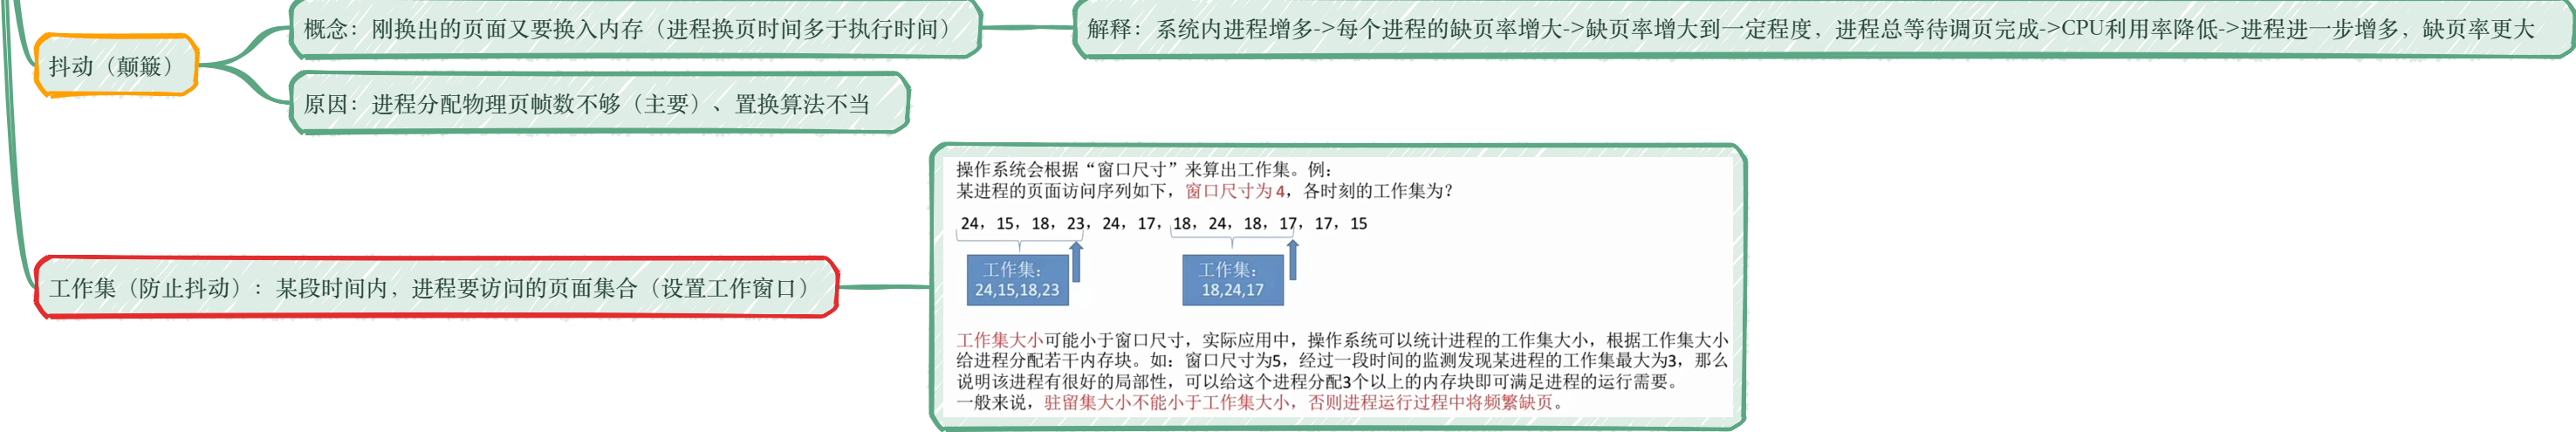 概念：刚换出的页面又要换入内存（进程换页时间多于执行时间）
解释：系统内进程增多->每个进程的缺页率增大->缺页率增大到一定程度，进程总等待调页完成->CPU利用率降低->进程进一步增多，缺页率更大
抖动（颠簸）
原因：进程分配物理页帧数不够（主要）、置换算法不当
操作系统会根据“窗口尺寸”来算出工作集。例：
某进程的页面访问序列如下，窗口尺寸为 4，各时刻的工作集为？
24，15，18，23，24，17，18，24，18，17，17，15
工作集：
24,15,18,23
工作集：
18,24,17
工作集（防止抖动）：某段时间内，进程要访问的页面集合（设置工作窗口）
工作集大小可能小于窗口尺寸，实际应用中，操作系统可以统计进程的工作集大小，根据工作集大小
给进程分配若干内存块。如：窗口尺寸为5，经过一段时间的监测发现某进程的工作集最大为3，那么
说明该进程有很好的局部性，可以给这个进程分配3个以上的内存块即可满足进程的运行需要。
一般来说，驻留集大小不能小于工作集大小，否则进程运行过程中将频繁缺页。